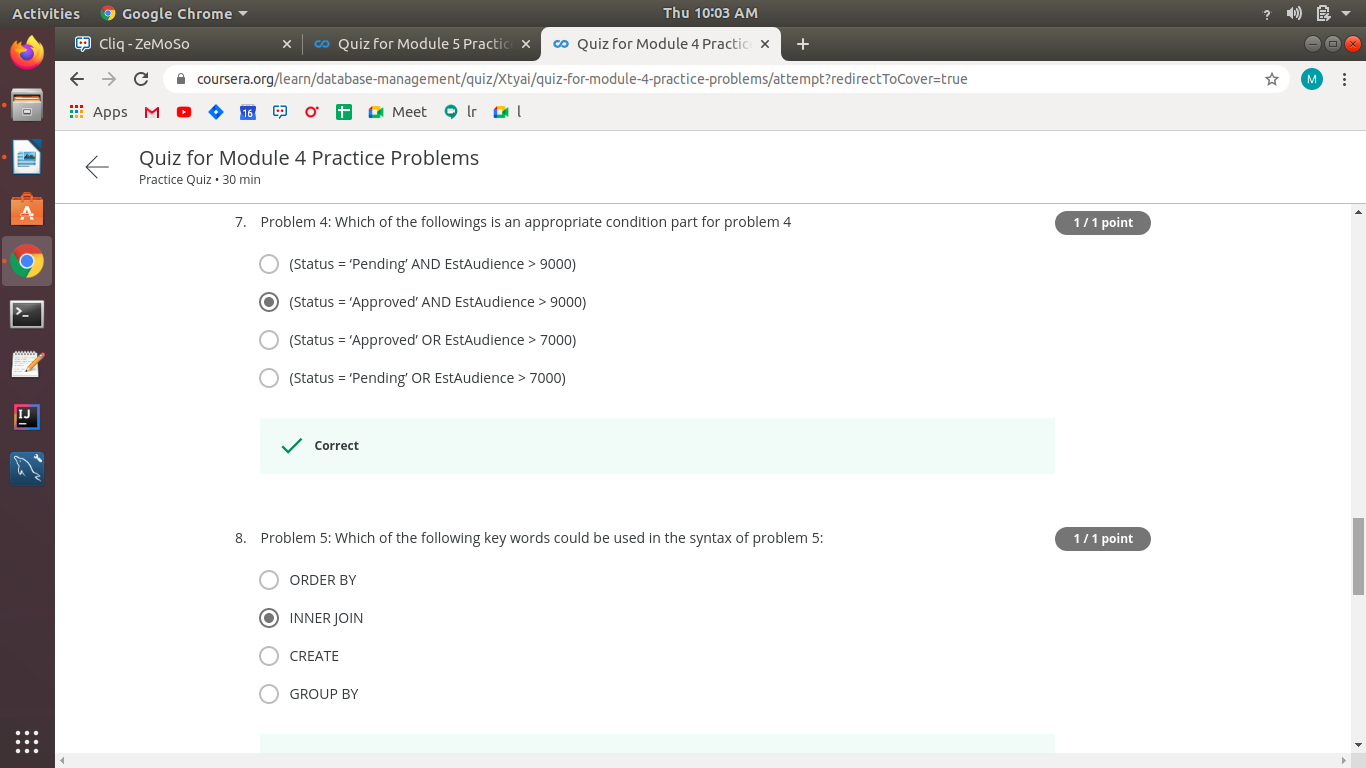 Activities Google Chrome Thu 10:03 AM ?
Cliq - ZeMoSo Quiz for Module 5 Practic Quiz for Module 4 Practic
coursera.org/learn/database-management/quiz/Xtyai/quiz-for-module-4-practice-problems/attempt?redirectToCover=true M
Apps 16 Meet lr l
Quiz for Module 4 Practice Problems
Practice Quiz • 30 min
7. Problem 4: Which of the followings is an appropriate condition part for problem 4 1 / 1 point
(Status = ‘Pending’ AND EstAudience > 9000)
(Status = ‘Approved’ AND EstAudience > 9000)
(Status = ‘Approved’ OR EstAudience > 7000)
(Status = ‘Pending’ OR EstAudience > 7000)
Correct
8. Problem 5: Which of the following key words could be used in the syntax of problem 5: 1 / 1 point
ORDER BY
INNER JOIN
CREATE
GROUP BY